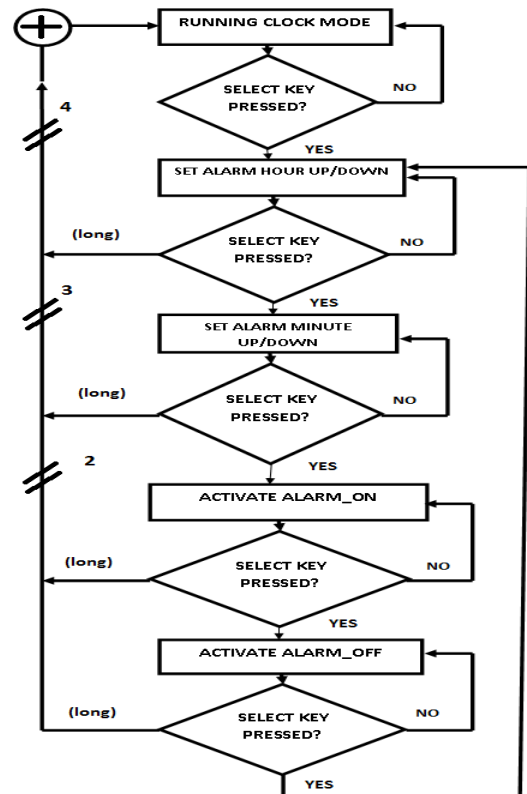 RUNNING CLOCK MODE
SELECT KEY
PRESSED?
NO
4
YES
SET ALARM HOUR UP/DOWN
(long)
SELECT KEY
PRESSED?
NO
3
YES
SET ALARM MINUTE
UP/DOWN
(long)
SELECT KEY
PRESSED?
NO
2
YES
ACTIVATE ALARM_ON
(long)
SELECT KEY
PRESSED?
NO
YES
ACTIVATE ALARM_OFF
(long)
SELECT KEY
PRESSED?
NO
YES